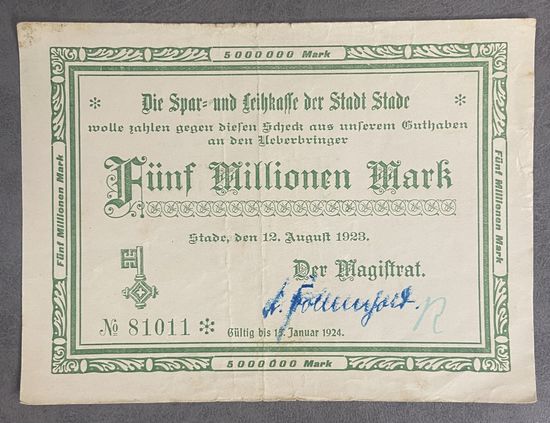 5000000 Mark
Die Spar- und Leihkasse der Stadt Stade
wolle zahlen gegen diesen Scheck aus unserem Guthaben
an den Ueberbringer
Fünf Millionen Mark
Stade, den 12. August 1923.
Der Magistrat.
№ 81011 *
Gültig bis 15. Januar 1924.
Fünf Millionen Mark
Fünf Millionen Mark
5000000 Mark